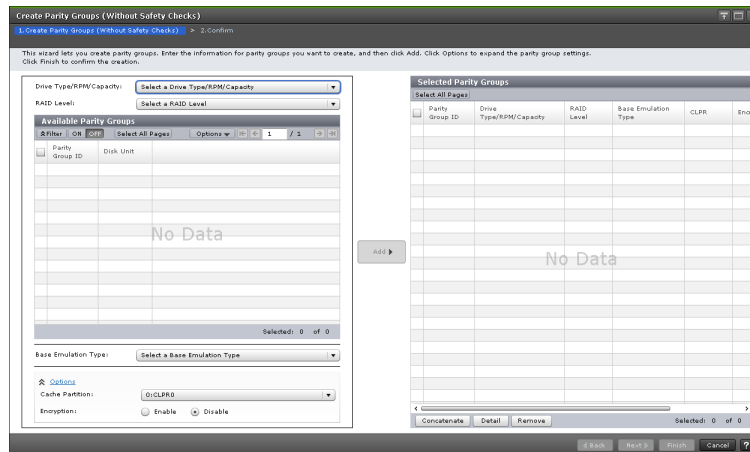 Create Parity Groups (Without Safety Checks)
1.Create Parity Groups (Without Safety Checks) > 2.Confirm
This wizard lets you create parity groups. Enter the information for parity groups you want to create, and then click Add. Click Options to expand the parity group settings.
Click Finish to confirm the creation.
Drive Type/RPM/Capacity: Select a Drive Type/RPM/Capacity
RAID Level: Select a RAID Level
Available Parity Groups
Filter ON OFF Select All Pages Options 1 / 1
Parity Group ID Disk Unit
No Data
Selected: 0 of 0
Base Emulation Type: Select a Base Emulation Type
Options
Cache Partition: 0:CLPR0
Encryption: Enable Disable
Add
Selected Parity Groups
Select All Pages
Parity Group ID Drive Type/RPM/Capacity RAID Level Base Emulation Type CLPR Enc
No Data
Concatenate Detail Remove Selected: 0 of 0
Back Next Finish Cancel ?